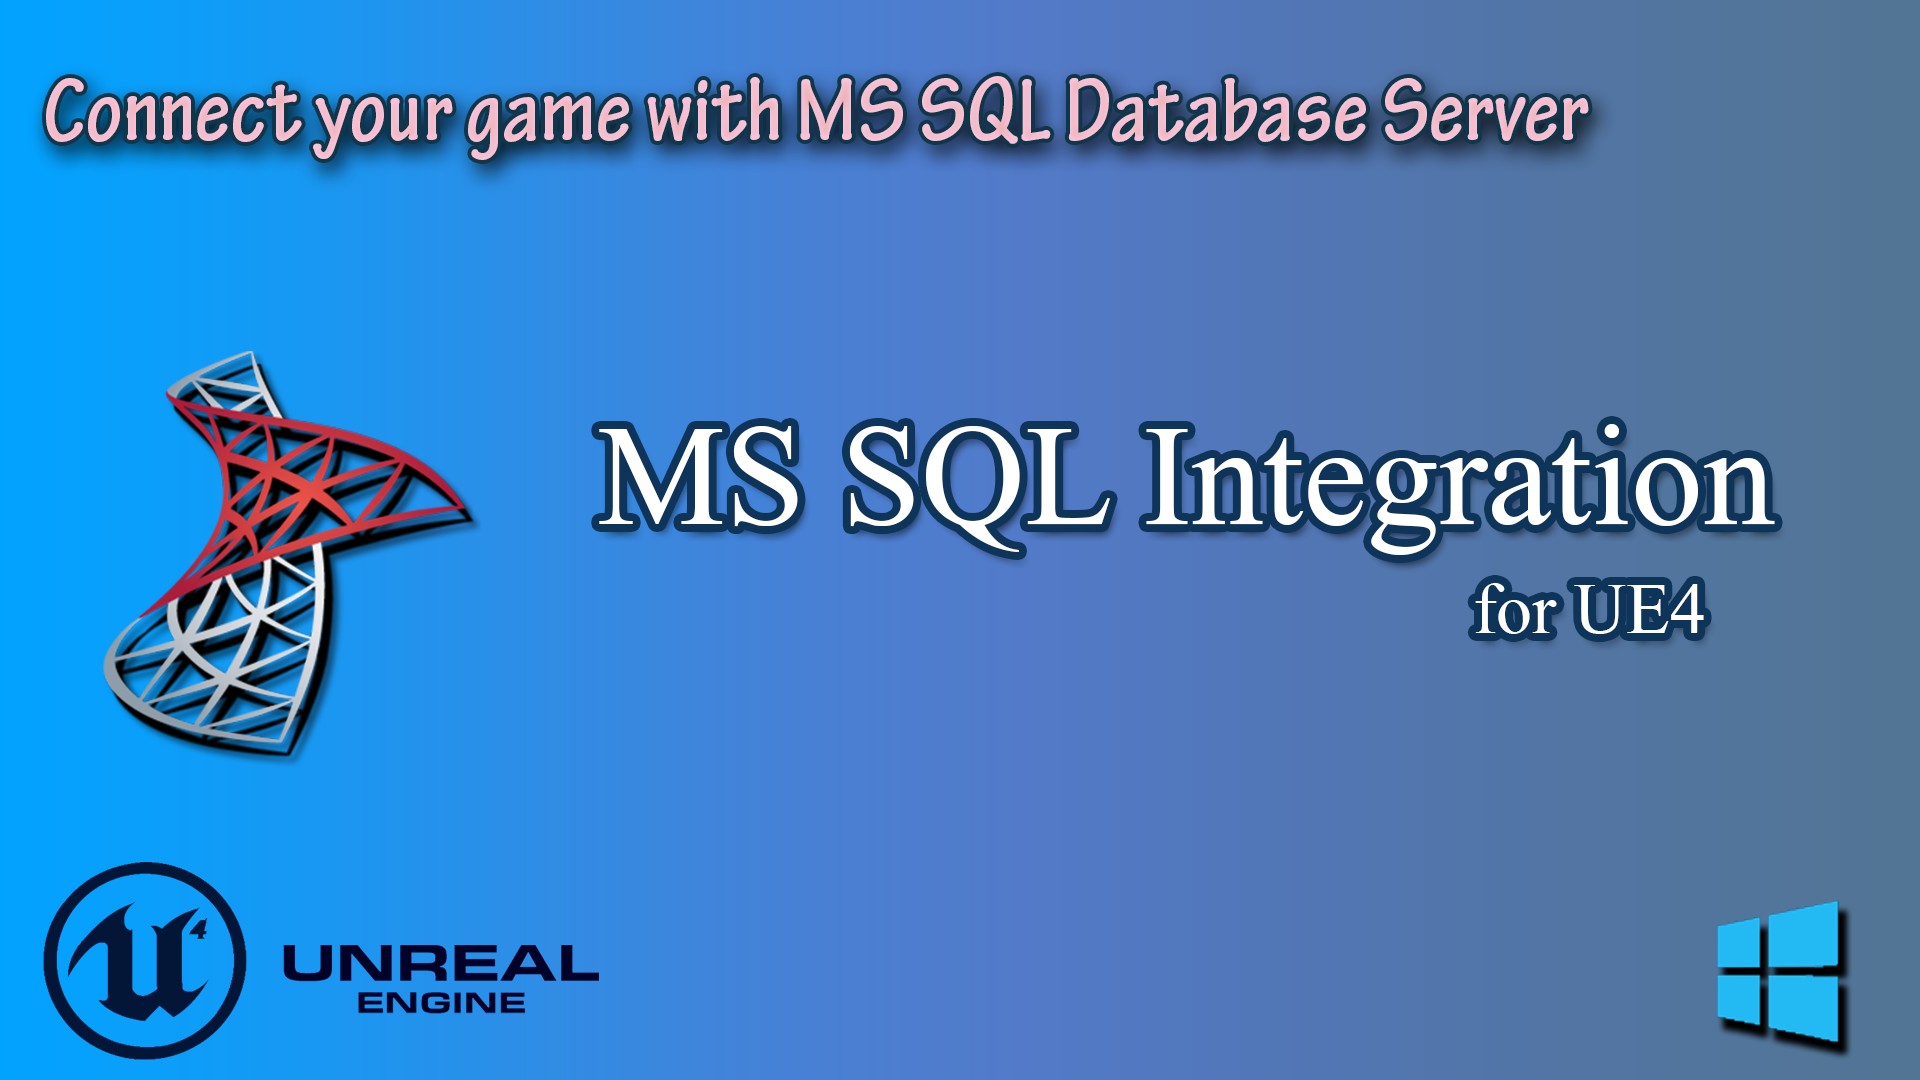 Connect your game with MS SQL Database Server
MS SQL Integration
for UE4
4
UNREAL
ENGINE